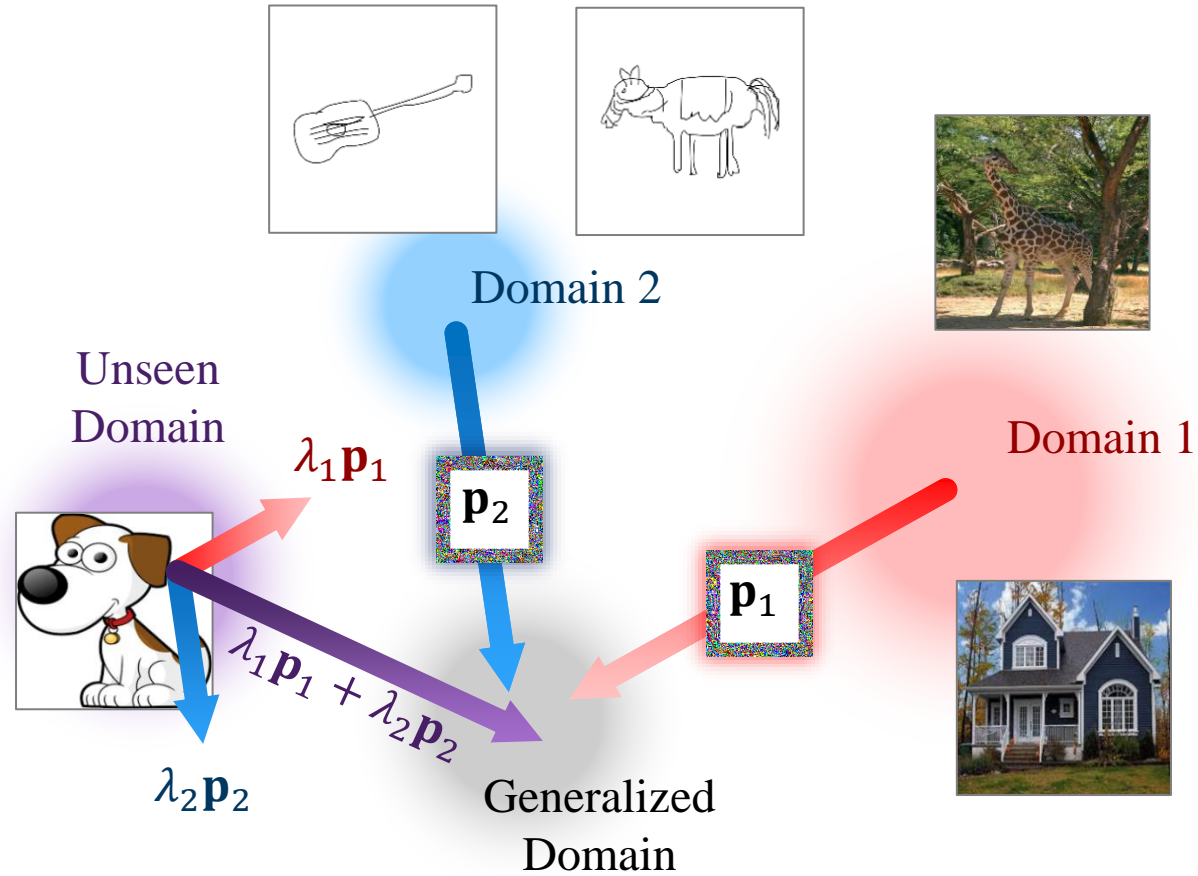 Domain 2
Unseen
Domain
Domain 1
λ₁𝐩₁
𝐩₂
𝐩₁
λ₁𝐩₁ + λ₂𝐩₂
λ₂𝐩₂
Generalized
Domain